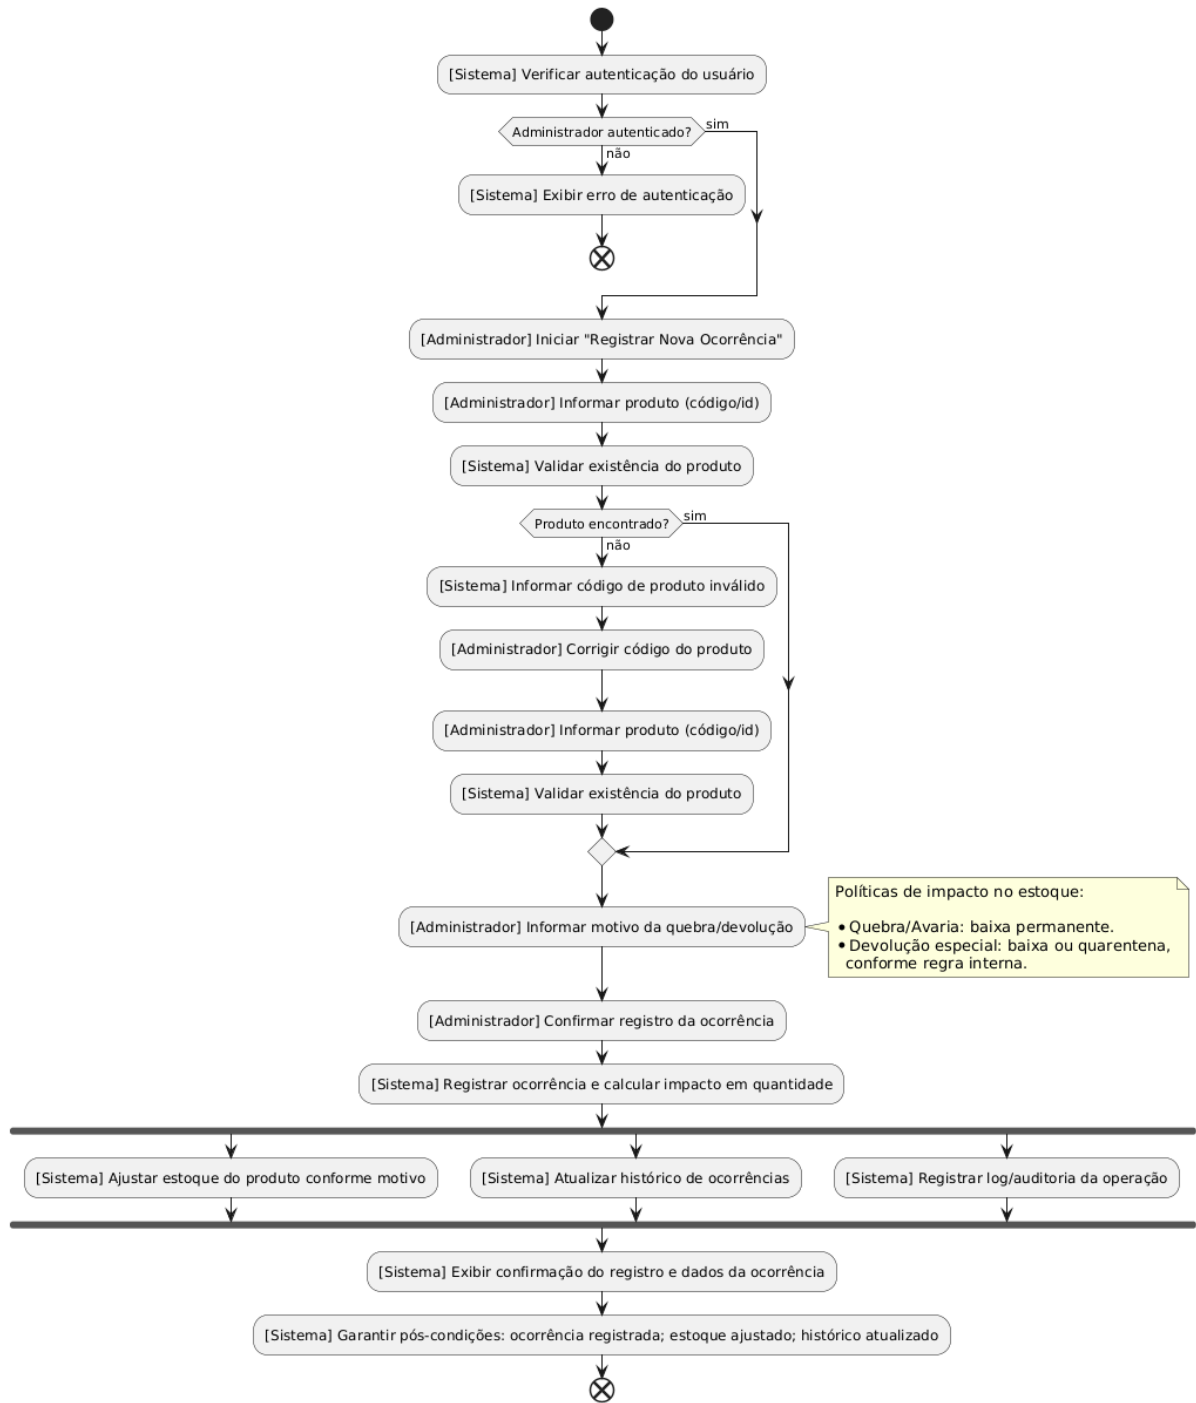 [Sistema] Verificar autenticação do usuário
Administrador autenticado?
sim
não
[Sistema] Exibir erro de autenticação
[Administrador] Iniciar "Registrar Nova Ocorrência"
[Administrador] Informar produto (código/id)
[Sistema] Validar existência do produto
Produto encontrado?
sim
não
[Sistema] Informar código de produto inválido
[Administrador] Corrigir código do produto
[Administrador] Informar produto (código/id)
[Sistema] Validar existência do produto
[Administrador] Informar motivo da quebra/devolução
Políticas de impacto no estoque:
• Quebra/Avaria: baixa permanente.
• Devolução especial: baixa ou quarentena,
conforme regra interna.
[Administrador] Confirmar registro da ocorrência
[Sistema] Registrar ocorrência e calcular impacto em quantidade
[Sistema] Ajustar estoque do produto conforme motivo
[Sistema] Atualizar histórico de ocorrências
[Sistema] Registrar log/auditoria da operação
[Sistema] Exibir confirmação do registro e dados da ocorrência
[Sistema] Garantir pós-condições: ocorrência registrada; estoque ajustado; histórico atualizado